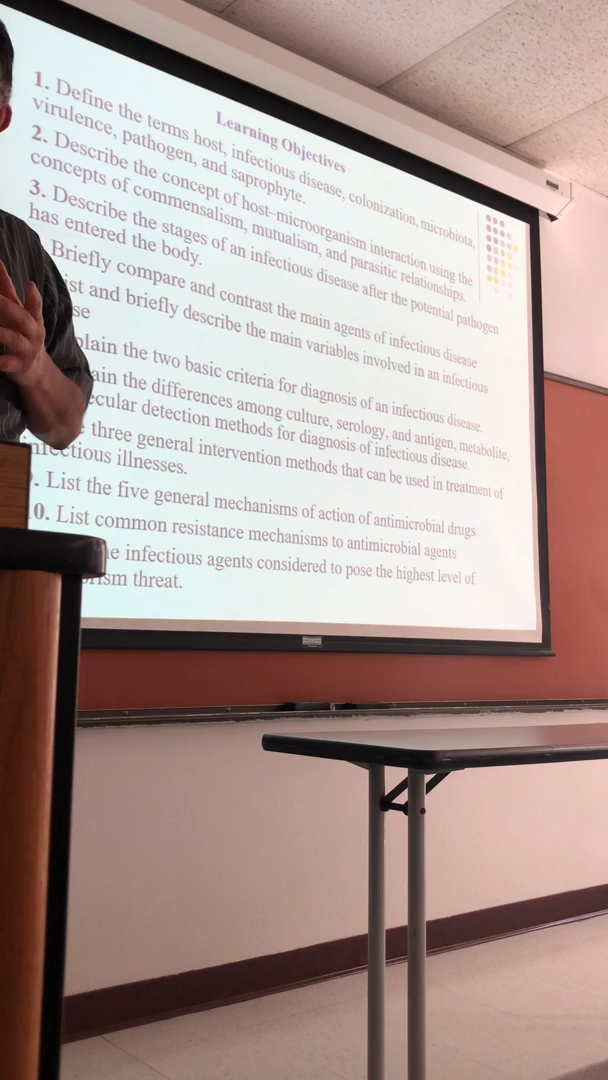 Learning Objectives
1. Define the terms host, infectious disease, colonization, microbiota,
virulence, pathogen, and saprophyte.
2. Describe the concept of host–microorganism interaction using the
concepts of commensalism, mutualism, and parasitic relationships.
3. Describe the stages of an infectious disease after the potential pathogen
has entered the body.
Briefly compare and contrast the main agents of infectious disease
ist and briefly describe the main variables involved in an infectious
se
plain the two basic criteria for diagnosis of an infectious disease.
ain the differences among culture, serology, and antigen, metabolite,
ecular detection methods for diagnosis of infectious disease.
three general intervention methods that can be used in treatment of
nfectious illnesses.
. List the five general mechanisms of action of antimicrobial drugs
0. List common resistance mechanisms to antimicrobial agents
he infectious agents considered to pose the highest level of
rism threat.